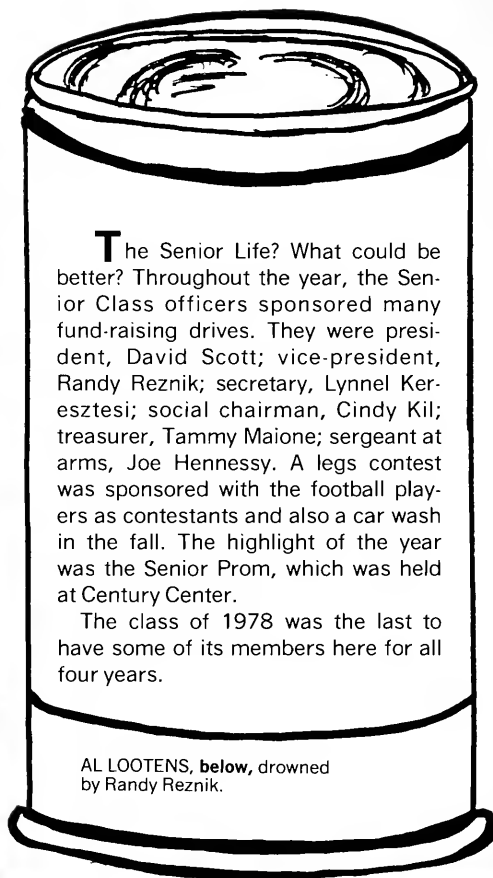 The Senior Life? What could be
better? Throughout the year, the Sen-
ior Class officers sponsored many
fund-raising drives. They were presi-
dent, David Scott; vice-president,
Randy Reznik; secretary, Lynnel Ker-
esztesi; social chairman, Cindy Kil;
treasurer, Tammy Maione; sergeant at
arms, Joe Hennessy. A legs contest
was sponsored with the football play-
ers as contestants and also a car wash
in the fall. The highlight of the year
was the Senior Prom, which was held
at Century Center.
The class of 1978 was the last to
have some of its members here for all
four years.
AL LOOTENS, below, drowned
by Randy Reznik.